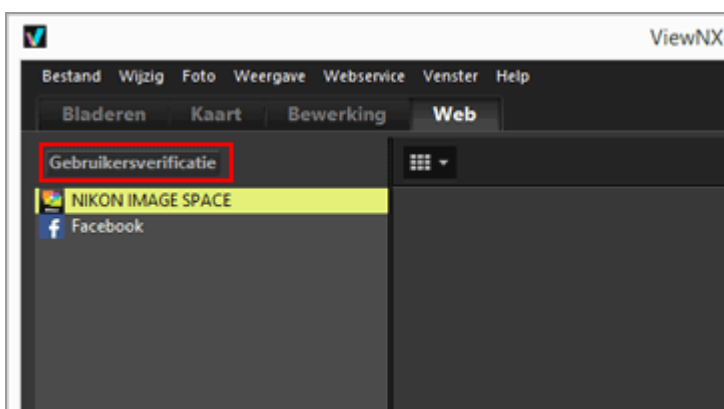 ViewNX
Bestand Wijzig Foto Weergave Webservice Venster Help
Bladeren Kaart Bewerking Web
Gebruikersverificatie
NIKON IMAGE SPACE
f Facebook